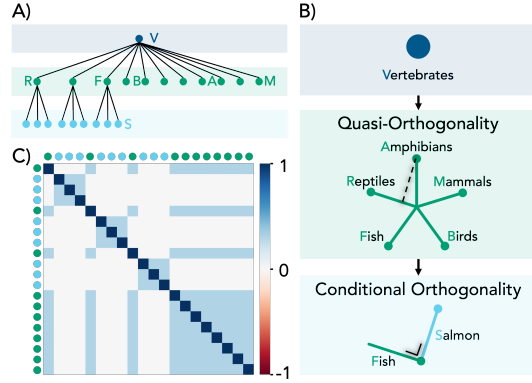 A)
V
R F B A M
S
B)
Vertebrates
Quasi-Orthogonality
Amphibians
Reptiles Mammals
Fish Birds
Conditional Orthogonality
Salmon
Fish
C)
1
0
-1